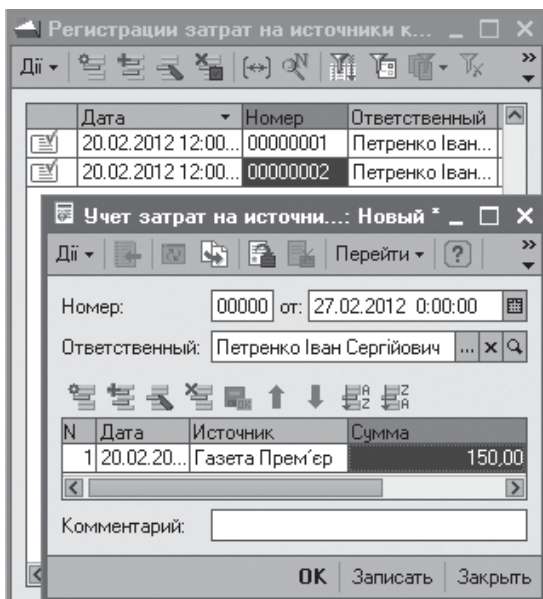 Регистрации затрат на источники к...
Дії
Дата Номер Ответственный
20.02.2012 12:00... 00000001 Петренко Іван...
20.02.2012 12:00... 00000002 Петренко Іван...
Учет затрат на источни...: Новый *
Дії Перейти ?
Номер: 00000 от: 27.02.2012 0:00:00
Ответственный: Петренко Іван Сергійович ...
N Дата Источник Сумма
1 20.02.20... Газета Прем´єр 150,00
Комментарий:
OK Записать Закрыть